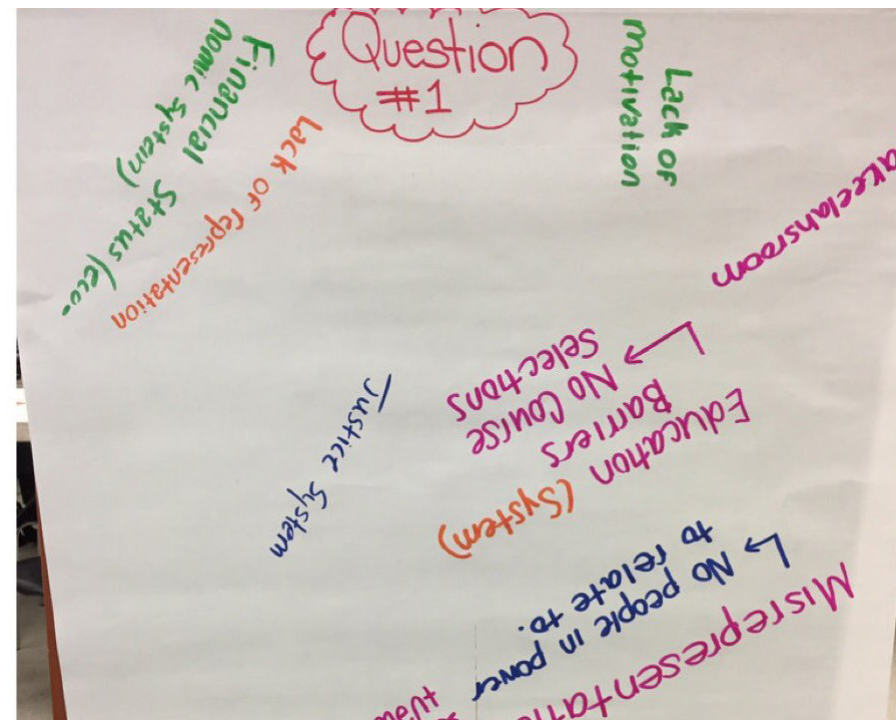 Question
#1
Financial Status (eco-
nomic system)
Lack of representation
Lack of
motivation
Justice System
Education (System)
Barriers
↳ No Course
selections
Misrepresentat
↳ No people in power
to relate to.